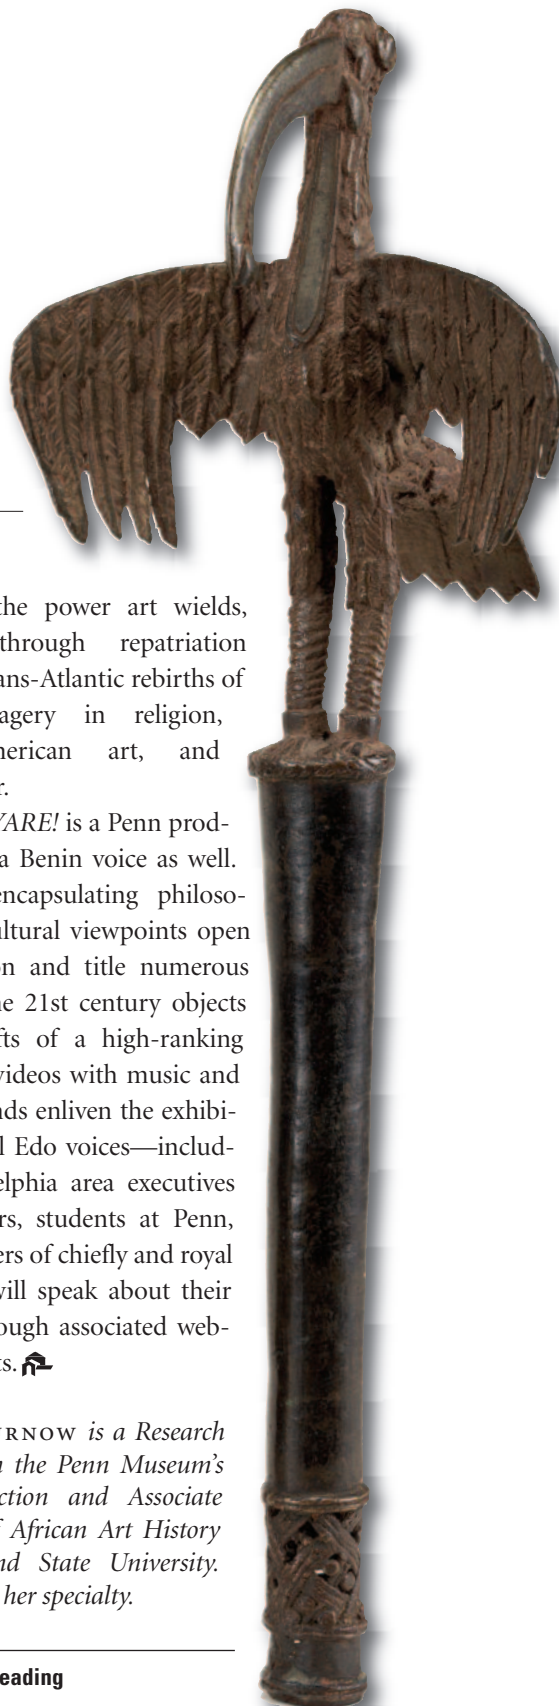 the power art wields,
through repatriation
ans-Atlantic rebirths of
agery in religion,
merican art, and
r.
YARE! is a Penn prod-
a Benin voice as well.
encapsulating philoso-
ultural viewpoints open
on and title numerous
ne 21st century objects
fts of a high-ranking
videos with music and
nds enliven the exhibi-
l Edo voices—includ-
elphia area executives
rs, students at Penn,
ers of chiefly and royal
will speak about their
ough associated web-
ts.
RNOW is a Research
n the Penn Museum's
ction and Associate
f African Art History
nd State University.
her specialty.
eading